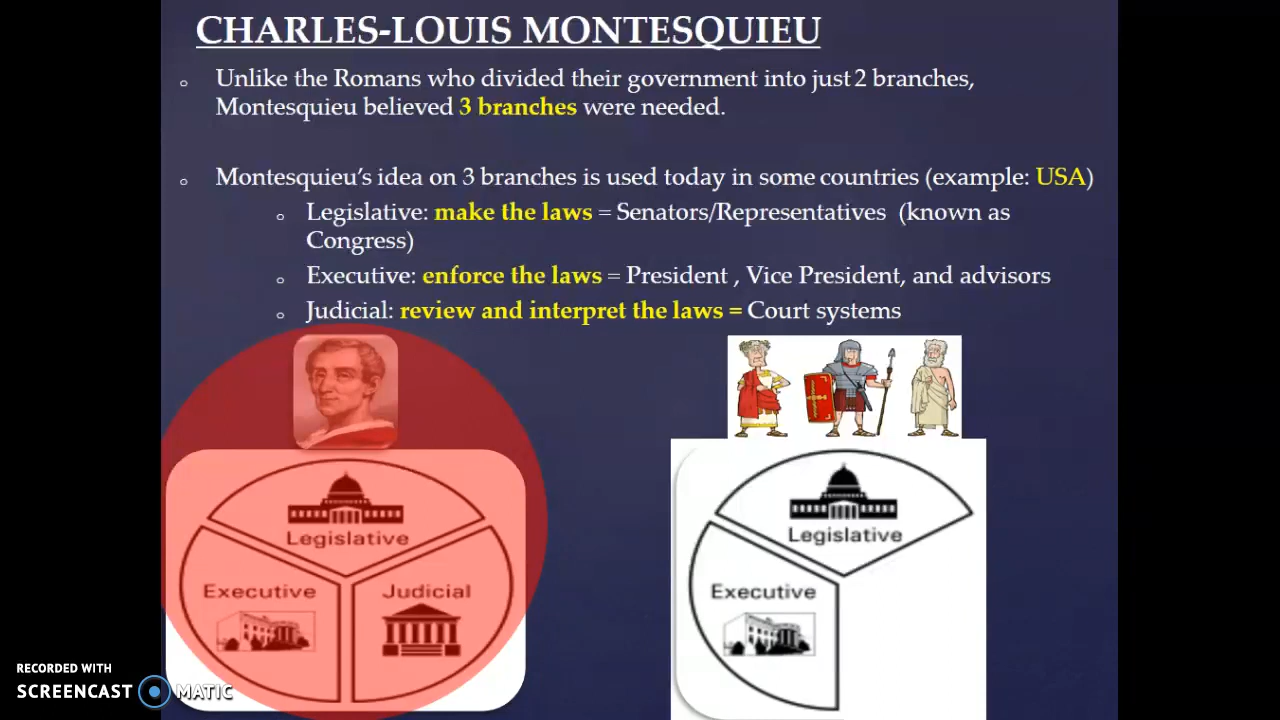 CHARLES-LOUIS MONTESQUIEU
Unlike the Romans who divided their government into just 2 branches,
Montesquieu believed 3 branches were needed.
Montesquieu's idea on 3 branches is used today in some countries (example: USA)
Legislative: make the laws = Senators/Representatives (known as
Congress)
Executive: enforce the laws = President , Vice President, and advisors
Judicial: review and interpret the laws = Court systems
Legislative
Executive
Judicial
Legislative
Executive
RECORDED WITH
SCREENCAST MATIC